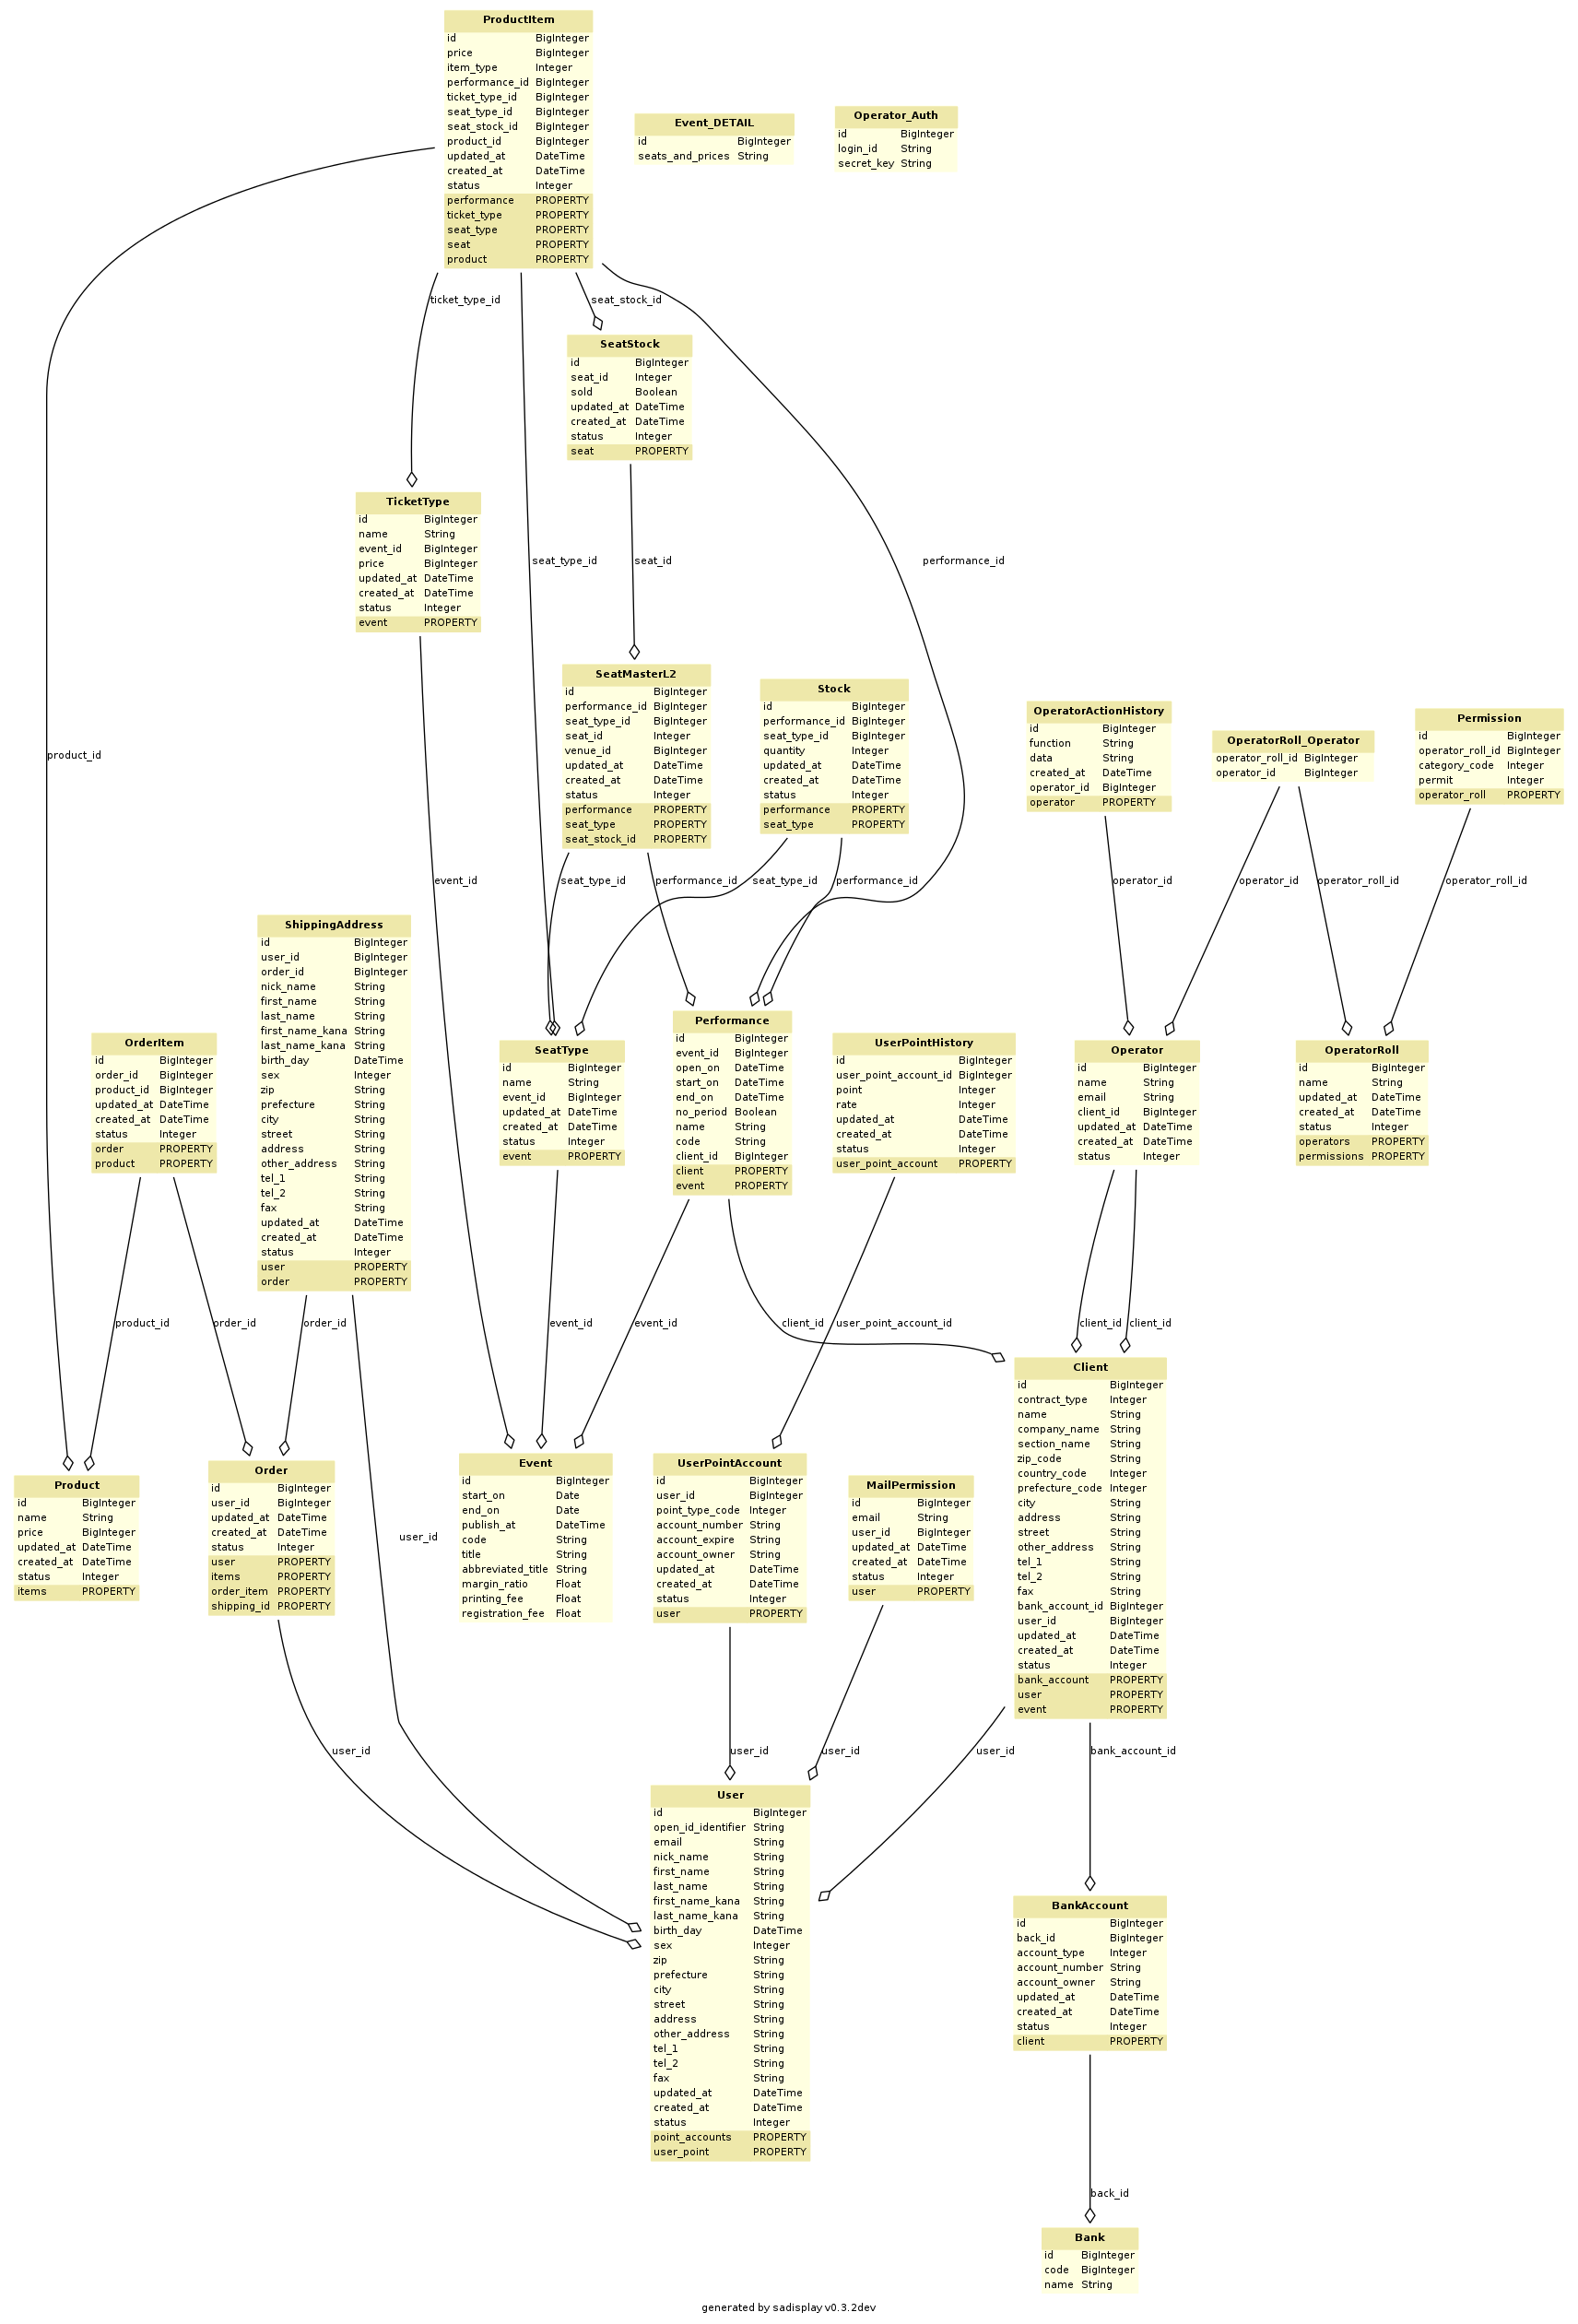 ProductItem
id BigInteger
price BigInteger
item_type Integer
performance_id BigInteger
ticket_type_id BigInteger
seat_type_id BigInteger
seat_stock_id BigInteger
product_id BigInteger
updated_at DateTime
created_at DateTime
status Integer
performance PROPERTY
ticket_type PROPERTY
seat_type PROPERTY
seat PROPERTY
product PROPERTY
Event_DETAIL
id BigInteger
seats_and_prices String
Operator_Auth
id BigInteger
login_id String
secret_key String
ticket_type_id
seat_stock_id
SeatStock
id BigInteger
seat_id Integer
sold Boolean
updated_at DateTime
created_at DateTime
status Integer
seat PROPERTY
TicketType
id BigInteger
name String
event_id BigInteger
price BigInteger
updated_at DateTime
created_at DateTime
status Integer
event PROPERTY
seat_type_id
seat_id
performance_id
SeatMasterL2
id BigInteger
performance_id BigInteger
seat_type_id BigInteger
seat_id Integer
venue_id BigInteger
updated_at DateTime
created_at DateTime
status Integer
performance PROPERTY
seat_type PROPERTY
seat_stock_id PROPERTY
Stock
id BigInteger
performance_id BigInteger
seat_type_id BigInteger
quantity Integer
updated_at DateTime
created_at DateTime
status Integer
performance PROPERTY
seat_type PROPERTY
OperatorActionHistory
id BigInteger
function String
data String
created_at DateTime
operator_id BigInteger
operator PROPERTY
OperatorRoll_Operator
operator_roll_id BigInteger
operator_id BigInteger
Permission
id BigInteger
operator_roll_id BigInteger
category_code Integer
permit Integer
operator_roll PROPERTY
product_id
event_id
seat_type_id
performance_id
seat_type_id
performance_id
operator_id
operator_id
operator_roll_id
operator_roll_id
ShippingAddress
id BigInteger
user_id BigInteger
order_id BigInteger
nick_name String
first_name String
last_name String
first_name_kana String
last_name_kana String
birth_day DateTime
sex Integer
zip String
prefecture String
city String
street String
address String
other_address String
tel_1 String
tel_2 String
fax String
updated_at DateTime
created_at DateTime
status Integer
user PROPERTY
order PROPERTY
OrderItem
id BigInteger
order_id BigInteger
product_id BigInteger
updated_at DateTime
created_at DateTime
status Integer
order PROPERTY
product PROPERTY
SeatType
id BigInteger
name String
event_id BigInteger
updated_at DateTime
created_at DateTime
status Integer
event PROPERTY
Performance
id BigInteger
event_id BigInteger
open_on DateTime
start_on DateTime
end_on DateTime
no_period Boolean
name String
code String
client_id BigInteger
client PROPERTY
event PROPERTY
UserPointHistory
id BigInteger
user_point_account_id BigInteger
point Integer
rate Integer
updated_at DateTime
created_at DateTime
status Integer
user_point_account PROPERTY
Operator
id BigInteger
name String
email String
client_id BigInteger
updated_at DateTime
created_at DateTime
status Integer
OperatorRoll
id BigInteger
name String
updated_at DateTime
created_at DateTime
status Integer
operators PROPERTY
permissions PROPERTY
product_id
order_id
order_id
event_id
event_id
client_id
user_point_account_id
client_id
client_id
Product
id BigInteger
name String
price BigInteger
updated_at DateTime
created_at DateTime
status Integer
items PROPERTY
Order
id BigInteger
user_id BigInteger
updated_at DateTime
created_at DateTime
status Integer
user PROPERTY
items PROPERTY
order_item PROPERTY
shipping_id PROPERTY
user_id
Event
id BigInteger
start_on Date
end_on Date
publish_at DateTime
code String
title String
abbreviated_title String
margin_ratio Float
printing_fee Float
registration_fee Float
UserPointAccount
id BigInteger
user_id BigInteger
point_type_code Integer
account_number String
account_expire String
account_owner String
updated_at DateTime
created_at DateTime
status Integer
user PROPERTY
MailPermission
id BigInteger
email String
user_id BigInteger
updated_at DateTime
created_at DateTime
status Integer
user PROPERTY
Client
id BigInteger
contract_type Integer
name String
company_name String
section_name String
zip_code String
country_code Integer
prefecture_code Integer
city String
address String
street String
other_address String
tel_1 String
tel_2 String
fax String
bank_account_id BigInteger
user_id BigInteger
updated_at DateTime
created_at DateTime
status Integer
bank_account PROPERTY
user PROPERTY
event PROPERTY
user_id
user_id
user_id
user_id
bank_account_id
User
id BigInteger
open_id_identifier String
email String
nick_name String
first_name String
last_name String
first_name_kana String
last_name_kana String
birth_day DateTime
sex Integer
zip String
prefecture String
city String
street String
address String
other_address String
tel_1 String
tel_2 String
fax String
updated_at DateTime
created_at DateTime
status Integer
point_accounts PROPERTY
user_point PROPERTY
BankAccount
id BigInteger
back_id BigInteger
account_type Integer
account_number String
account_owner String
updated_at DateTime
created_at DateTime
status Integer
client PROPERTY
back_id
Bank
id BigInteger
code BigInteger
name String
generated by sadisplay v0.3.2dev